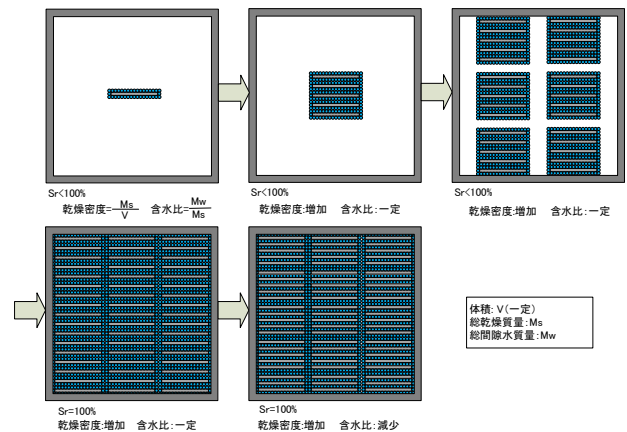 Sr<100%
乾燥密度=Ms/V 含水比=Mw/Ms
Sr<100%
乾燥密度:増加 含水比:一定
Sr<100%
乾燥密度:増加 含水比:一定
Sr=100%
乾燥密度:増加 含水比:一定
Sr=100%
乾燥密度:増加 含水比:減少
体積: V(一定)
総乾燥質量:Ms
総間隙水質量:Mw